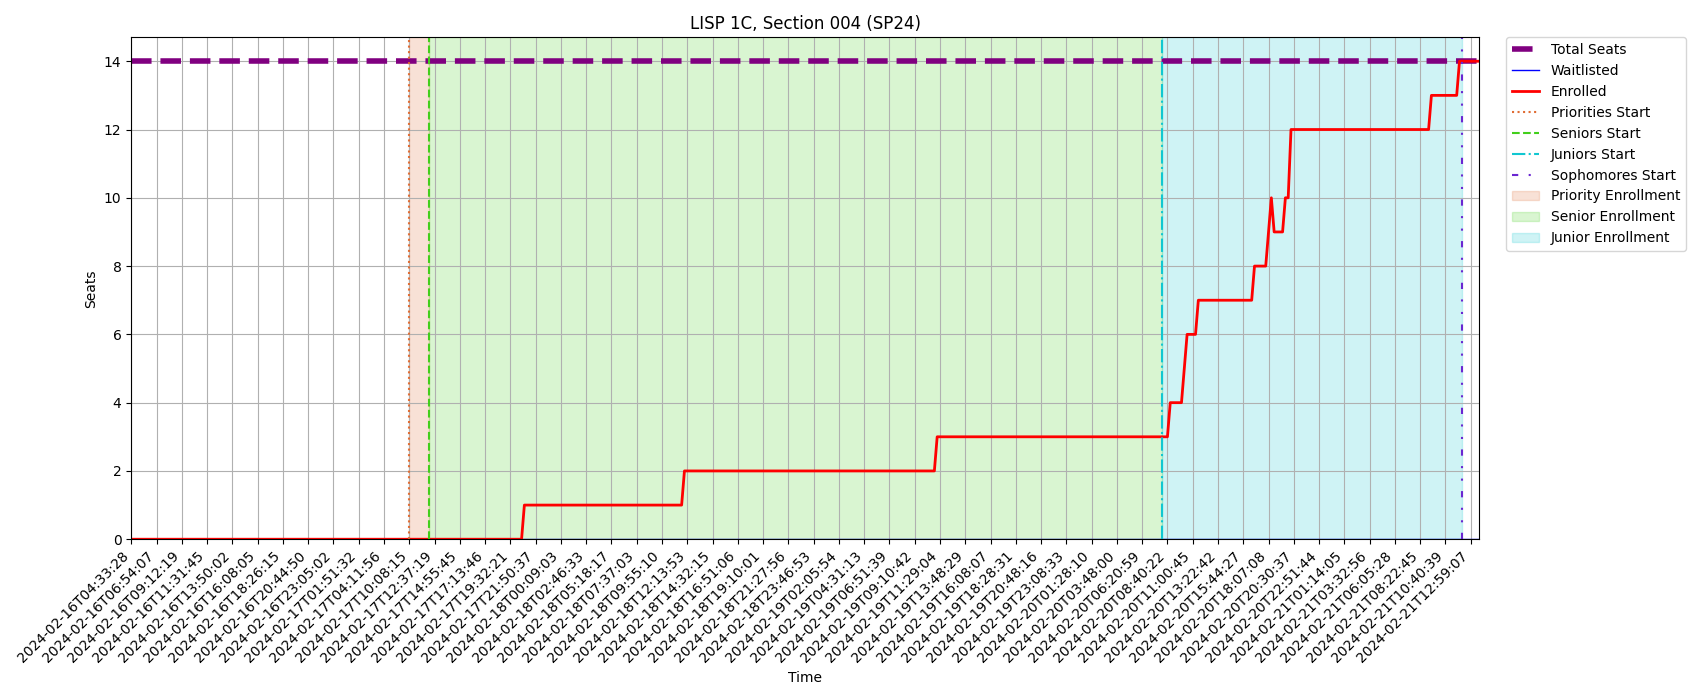 LISP 1C, Section 004 (SP24)
Seats
14
12
10
8
6
4
2
0
2024-02-16T04:33:28
2024-02-16T06:54:07
2024-02-16T09:12:19
2024-02-16T11:31:45
2024-02-16T13:50:02
2024-02-16T16:08:05
2024-02-16T18:26:15
2024-02-16T20:44:50
2024-02-16T23:05:02
2024-02-17T01:51:32
2024-02-17T04:11:56
2024-02-17T10:08:15
2024-02-17T12:37:19
2024-02-17T14:55:45
2024-02-17T17:13:46
2024-02-17T19:32:21
2024-02-17T21:50:37
2024-02-18T00:09:03
2024-02-18T02:46:33
2024-02-18T05:18:17
2024-02-18T07:37:03
2024-02-18T09:55:10
2024-02-18T12:13:53
2024-02-18T14:32:15
2024-02-18T16:51:06
2024-02-18T19:10:01
2024-02-18T21:27:56
2024-02-18T23:46:53
2024-02-19T02:05:54
2024-02-19T04:31:13
2024-02-19T06:51:39
2024-02-19T09:10:42
2024-02-19T11:29:04
2024-02-19T13:48:29
2024-02-19T16:08:07
2024-02-19T18:28:31
2024-02-19T20:48:16
2024-02-19T23:08:33
2024-02-20T01:28:10
2024-02-20T03:48:00
2024-02-20T06:20:59
2024-02-20T08:40:22
2024-02-20T11:00:45
2024-02-20T13:22:42
2024-02-20T15:44:27
2024-02-20T18:07:08
2024-02-20T20:30:37
2024-02-20T22:51:44
2024-02-21T01:14:05
2024-02-21T03:32:56
2024-02-21T06:05:28
2024-02-21T08:22:45
2024-02-21T10:40:39
2024-02-21T12:59:07
Time
Total Seats
Waitlisted
Enrolled
Priorities Start
Seniors Start
Juniors Start
Sophomores Start
Priority Enrollment
Senior Enrollment
Junior Enrollment